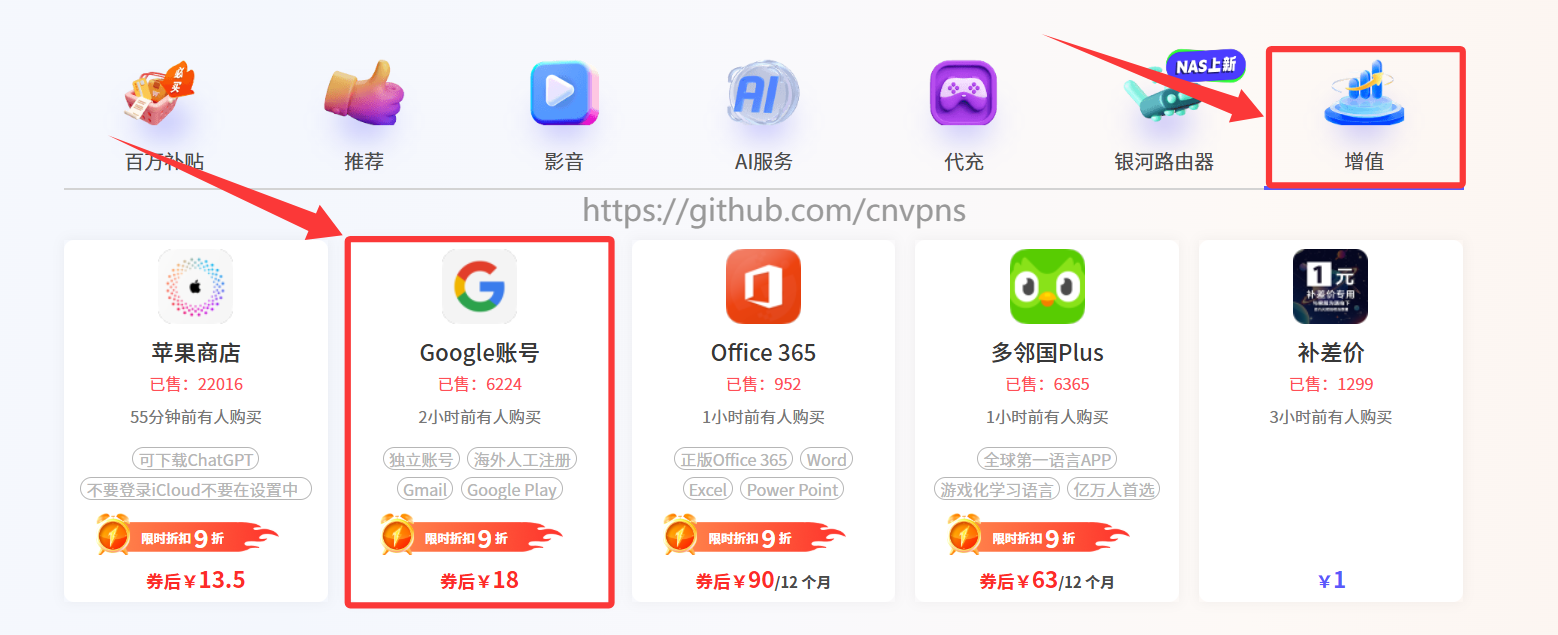 必买
NAS上新
AI
百万补贴
推荐
影音
AI服务
代充
银河路由器
增值
https://github.com/cnvpns
1元
补差价专用
苹果商店
Google账号
Office 365
多邻国Plus
补差价
已售：22016
已售：6224
已售：952
已售：6365
已售：1299
55分钟前有人购买
2小时前有人购买
1小时前有人购买
1小时前有人购买
3小时前有人购买
可下载ChatGPT
独立账号 海外人工注册
正版Office 365 Word
全球第一语言APP
不要登录iCloud不要在设置中
Gmail Google Play
Excel Power Point
游戏化学习语言 亿万人首选
限时折扣9折
限时折扣9折
限时折扣9折
限时折扣9折
券后￥13.5
券后￥18
券后￥90/12 个月
券后￥63/12 个月
￥1